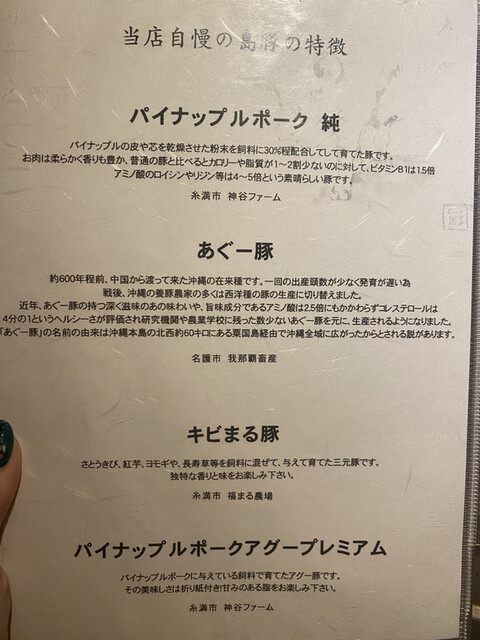 当店自慢の島豚の特徴
パイナップルポーク 純
パイナップルの皮や芯を乾燥させた粉末を飼料に30%程配合してして育てた豚です。
お肉は柔らかく香りも豊か、普通の豚と比べるとカロリーや脂質が1～2割少ないのに対して、ビタミンB1は1.5倍
アミノ酸のロイシンやリジン等は4～5倍という素晴らしい豚です。
糸満市 神谷ファーム
あぐー豚
約600年程前、中国から渡って来た沖縄の在来種です。一回の出産頭数が少なく発育が遅い為
戦後、沖縄の養豚農家の多くは西洋種の豚の生産に切り替えました。
近年、あぐー豚の持つ深く滋味のあの味わいや、旨味成分であるアミノ酸は2.5倍にもかかわらずコレステロールは
4分の1というヘルシーさが評価され研究機関や農業学校に残った数少ないあぐー豚を元に、生産されるようになりました。
「あぐー豚」の名前の由来は沖縄本島の北西約60キロにある粟国島経由で沖縄全域に広がったからとされる説があります。
名護市 我那覇畜産
キビまる豚
さとうきび、紅芋、ヨモギや、長寿草等を飼料に混ぜて、与えて育てた三元豚です。
独特な香りと味をお楽しみ下さい。
糸満市 福まる農場
パイナップルポークアグープレミアム
パイナップルポークに与えている飼料で育てたアグー豚です。
その美味しさは折り紙付き!甘みのある脂をお楽しみ下さい。
糸満市 神谷ファーム